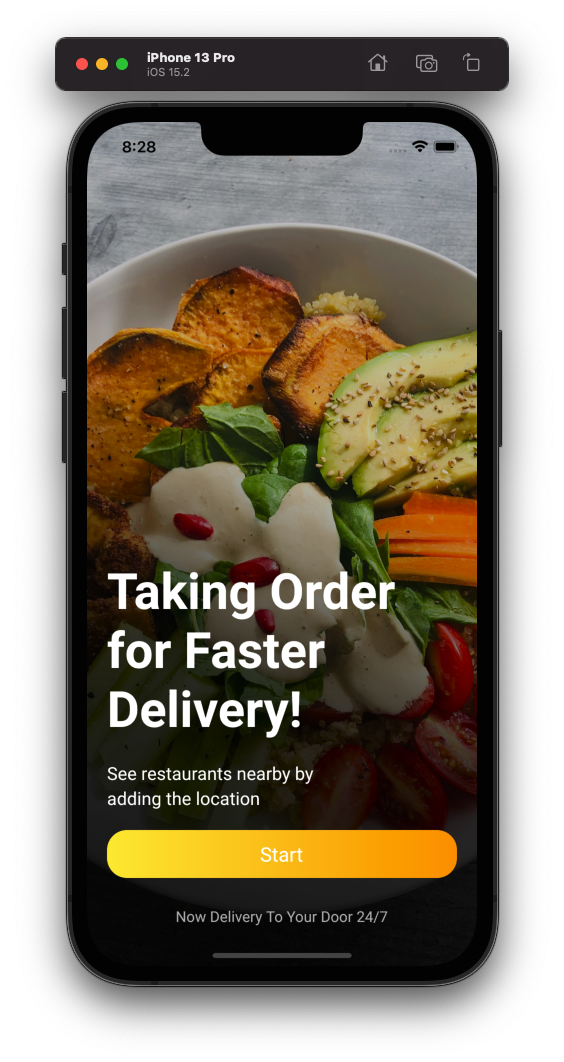 iPhone 13 Pro
iOS 15.2
8:28
Taking Order
for Faster
Delivery!
See restaurants nearby by
adding the location
Start
Now Delivery To Your Door 24/7